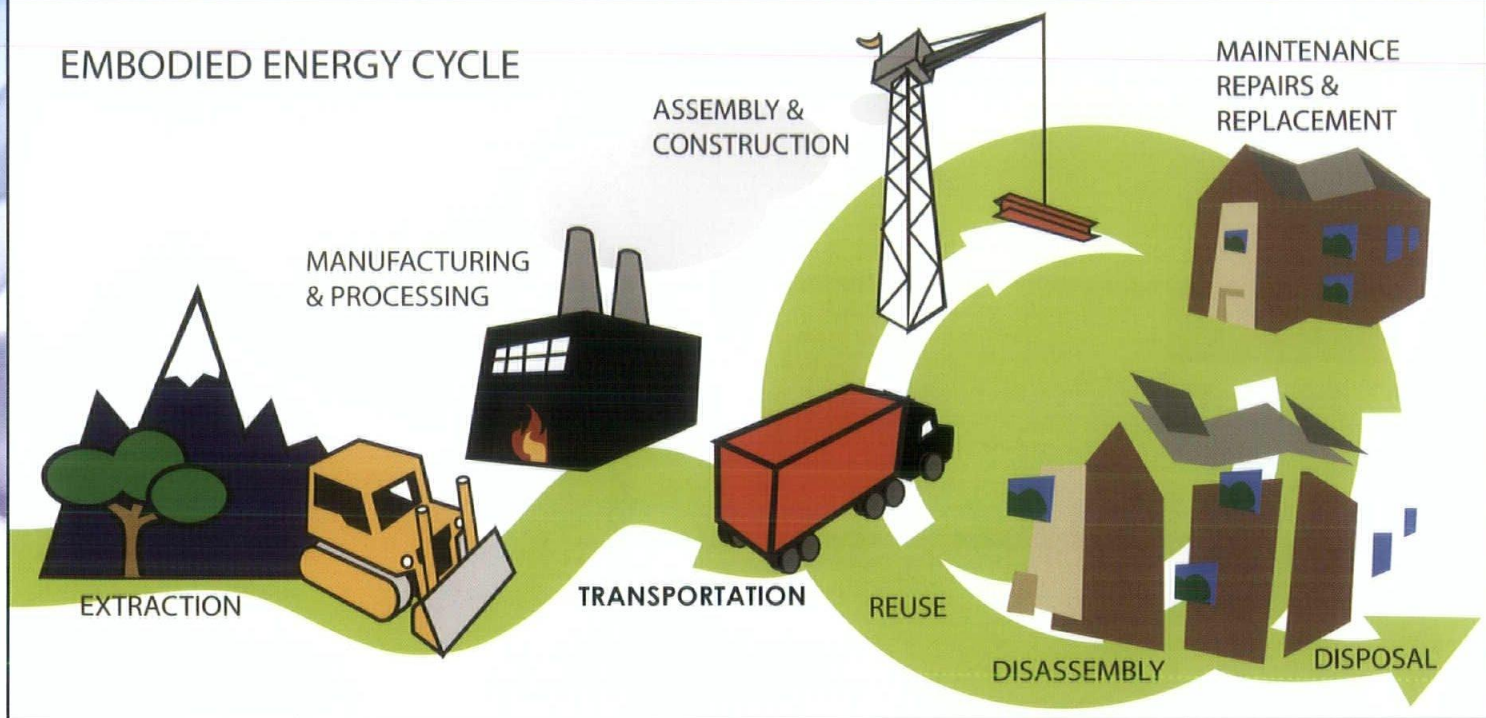 EMBODIED ENERGY CYCLE
ASSEMBLY &
CONSTRUCTION
MAINTENANCE
REPAIRS &
REPLACEMENT
MANUFACTURING
& PROCESSING
EXTRACTION
TRANSPORTATION
REUSE
DISASSEMBLY
DISPOSAL